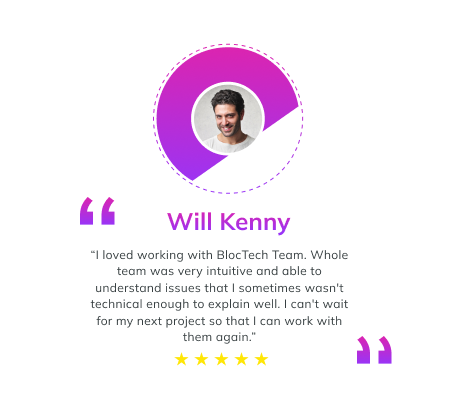 Will Kenny
“I loved working with BlocTech Team. Whole
team was very intuitive and able to
understand issues that I sometimes wasn't
technical enough to explain well. I can't wait
for my next project so that I can work with
them again.”